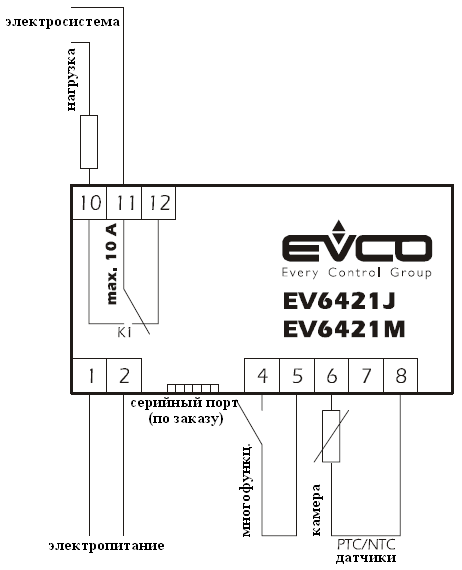 электросистема
нагрузка
10 11 12
max. 10 A
K1
EVCO
Every Control Group
EV6421J
EV6421M
1 2
4 5 6 7 8
серийный порт
(по заказу)
многофункц.
камера
электропитание
PTC/NTC
датчики